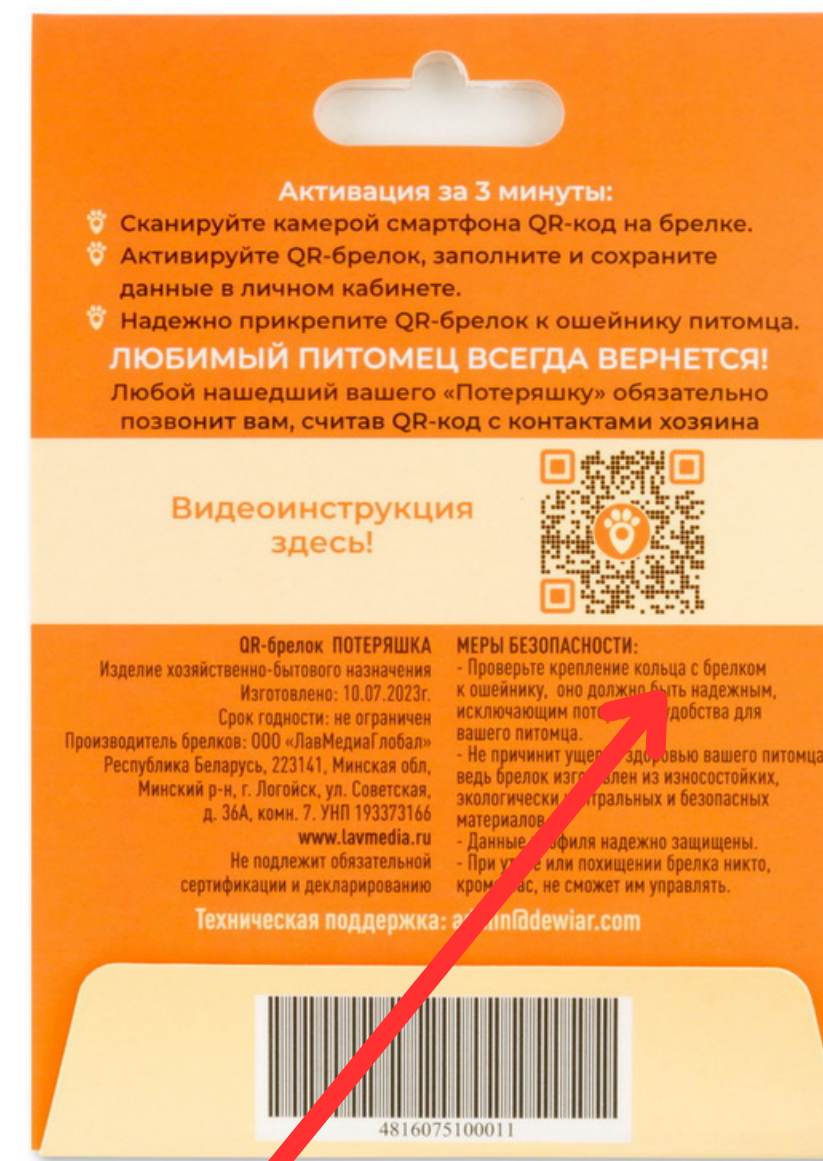 Активация за 3 минуты:
Сканируйте камерой смартфона QR-код на брелке.
Активируйте QR-брелок, заполните и сохраните
данные в личном кабинете.
Надежно прикрепите QR-брелок к ошейнику питомца.
ЛЮБИМЫЙ ПИТОМЕЦ ВСЕГДА ВЕРНЕТСЯ!
Любой нашедший вашего «Потеряшку» обязательно
позвонит вам, считав QR-код с контактами хозяина
Видеоинструкция
здесь!
QR-брелок ПОТЕРЯШКА
Изделие хозяйственно-бытового назначения
Изготовлено: 10.07.2023г.
Срок годности: не ограничен
Производитель брелков: ООО «ЛавМедиаГлобал»
Республика Беларусь, 223141, Минская обл,
Минский р-н, г. Логойск, ул. Советская,
д. 36А, комн. 7. УНП 193373166
www.lavmedia.ru
Не подлежит обязательной
сертификации и декларированию
МЕРЫ БЕЗОПАСНОСТИ:
- Проверьте крепление кольца с брелком
к ошейнику, оно должно быть надежным,
исключающим для
вашего питомца.
- Не причинит здоровью вашего питомца
ведь брелок из износостойких,
экологически и безопасных
материалов
- Данные надежно защищены.
- При или похищении брелка никто,
не сможет им управлять.
Техническая поддержка:
4816075100011